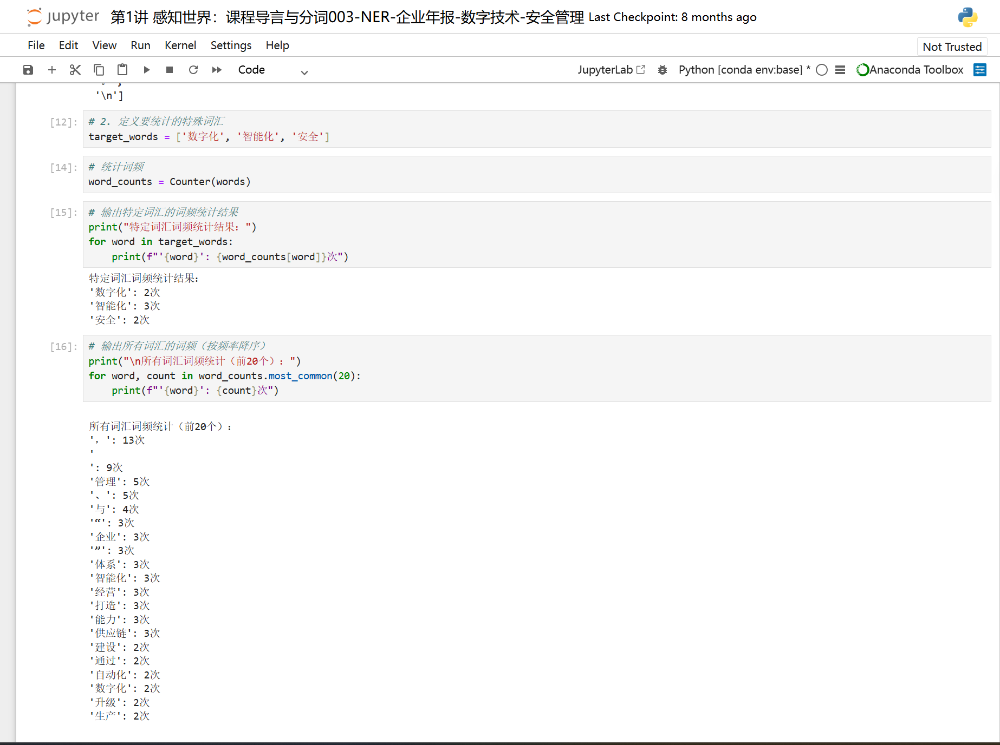 jupyter 第1讲 感知世界：课程导言与分词003-NER-企业年报-数字技术-安全管理 Last Checkpoint: 8 months ago
File Edit View Run Kernel Settings Help Not Trusted
Code JupyterLab Python [conda env:base] * Anaconda Toolbox
'\n']
[12]: # 2. 定义要统计的特殊词汇
target_words = ['数字化', '智能化', '安全']
[14]: # 统计词频
word_counts = Counter(words)
[15]: # 输出特定词汇的词频统计结果
print("特定词汇词频统计结果：")
for word in target_words:
    print(f"'{word}': {word_counts[word]}次")
特定词汇词频统计结果：
'数字化': 2次
'智能化': 3次
'安全': 2次
[16]: # 输出所有词汇的词频（按频率降序）
print("\n所有词汇词频统计（前20个）：")
for word, count in word_counts.most_common(20):
    print(f"'{word}': {count}次")
所有词汇词频统计（前20个）：
'，': 13次
'
': 9次
'管理': 5次
'、': 5次
'与': 4次
'“': 3次
'企业': 3次
'”': 3次
'体系': 3次
'智能化': 3次
'经营': 3次
'打造': 3次
'能力': 3次
'供应链': 3次
'建设': 2次
'通过': 2次
'自动化': 2次
'数字化': 2次
'升级': 2次
'生产': 2次